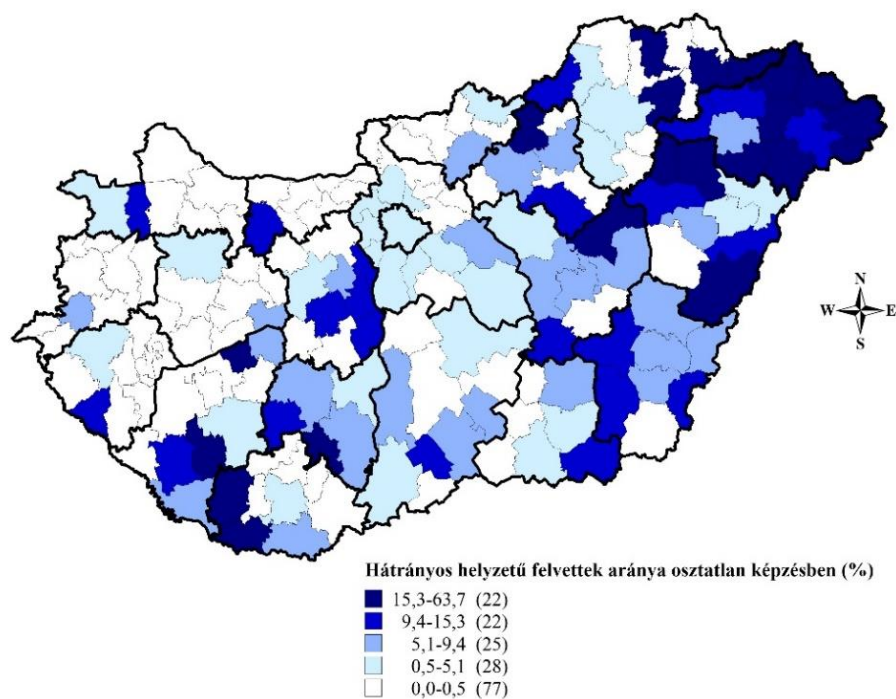 N
W E
S
Hátrányos helyzetű felvettek aránya osztatlan képzésben (%)
15,3-63,7 (22)
9,4-15,3 (22)
5,1-9,4 (25)
0,5-5,1 (28)
0,0-0,5 (77)